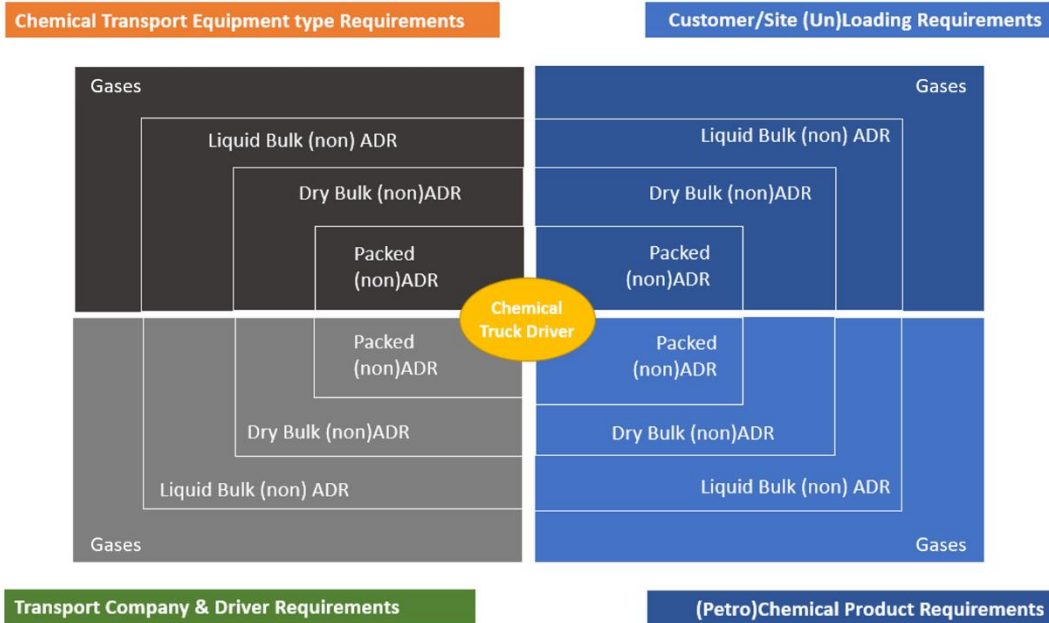 Chemical Transport Equipment type Requirements
Customer/Site (Un)Loading Requirements
Gases
Liquid Bulk (non) ADR
Dry Bulk (non)ADR
Packed
(non)ADR
Gases
Liquid Bulk (non) ADR
Dry Bulk (non)ADR
Packed
(non)ADR
Chemical
Truck Driver
Packed
(non)ADR
Dry Bulk (non)ADR
Liquid Bulk (non) ADR
Gases
Packed
(non)ADR
Dry Bulk (non)ADR
Liquid Bulk (non) ADR
Gases
Transport Company & Driver Requirements
(Petro)Chemical Product Requirements